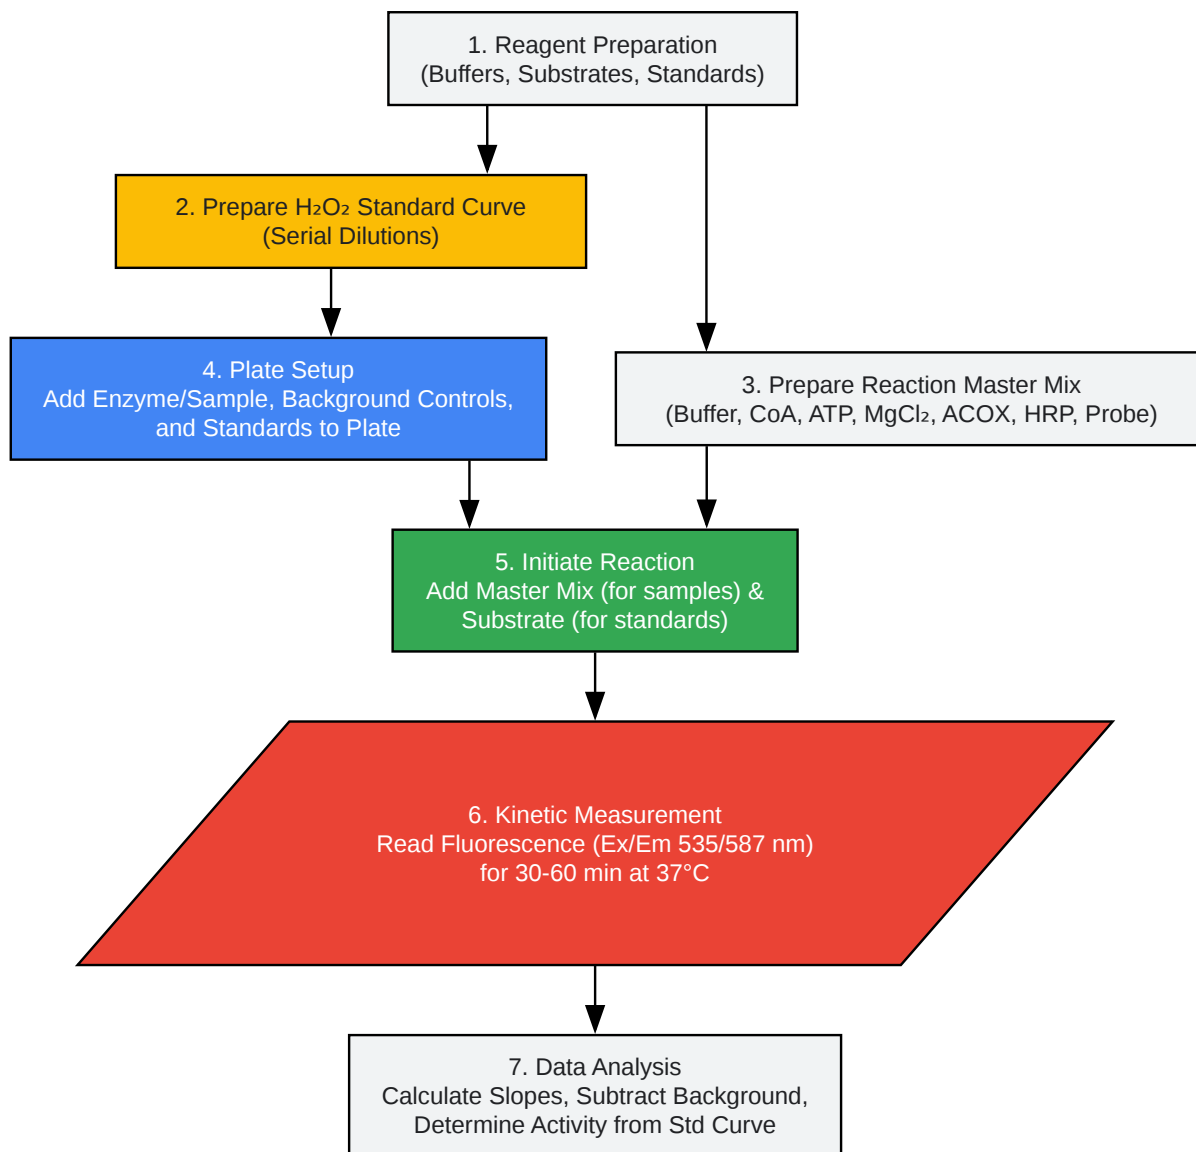 1. Reagent Preparation
(Buffers, Substrates, Standards)
2. Prepare H₂O₂ Standard Curve
(Serial Dilutions)
4. Plate Setup
Add Enzyme/Sample, Background Controls,
and Standards to Plate
3. Prepare Reaction Master Mix
(Buffer, CoA, ATP, MgCl₂, ACOX, HRP, Probe)
5. Initiate Reaction
Add Master Mix (for samples) &
Substrate (for standards)
6. Kinetic Measurement
Read Fluorescence (Ex/Em 535/587 nm)
for 30-60 min at 37°C
7. Data Analysis
Calculate Slopes, Subtract Background,
Determine Activity from Std Curve